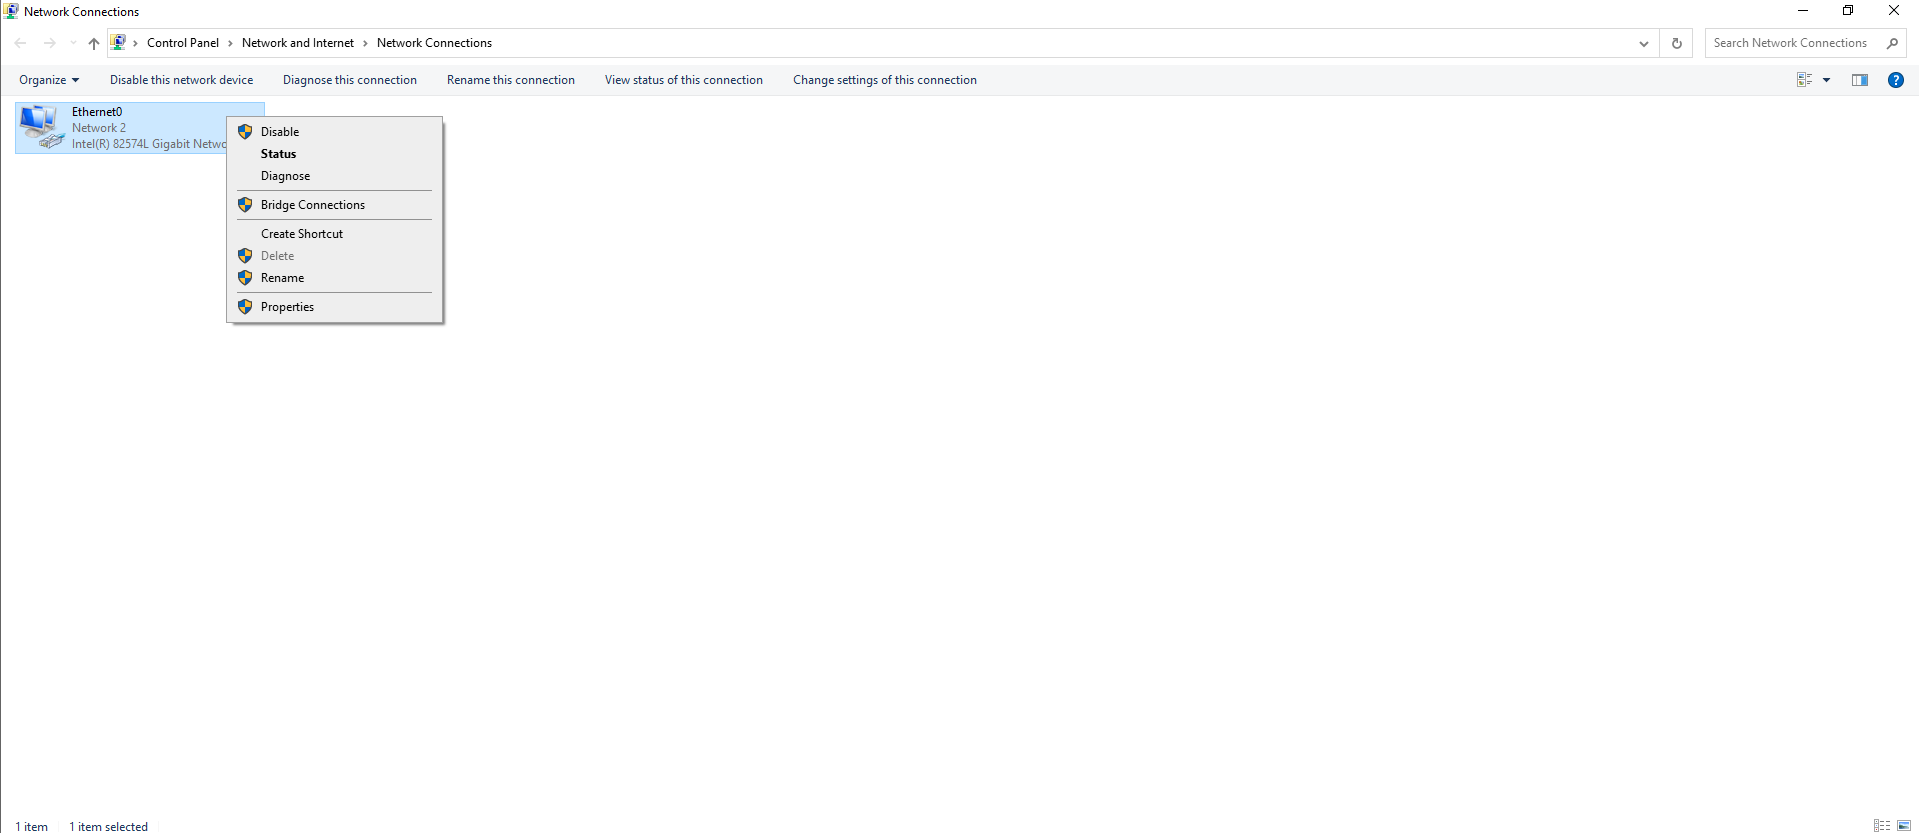 Network Connections
Control Panel > Network and Internet > Network Connections
Search Network Connections
Organize Disable this network device Diagnose this connection Rename this connection View status of this connection Change settings of this connection
Ethernet0
Network 2
Intel(R) 82574L Gigabit Netwo
Disable
Status
Diagnose
Bridge Connections
Create Shortcut
Delete
Rename
Properties
1 item 1 item selected